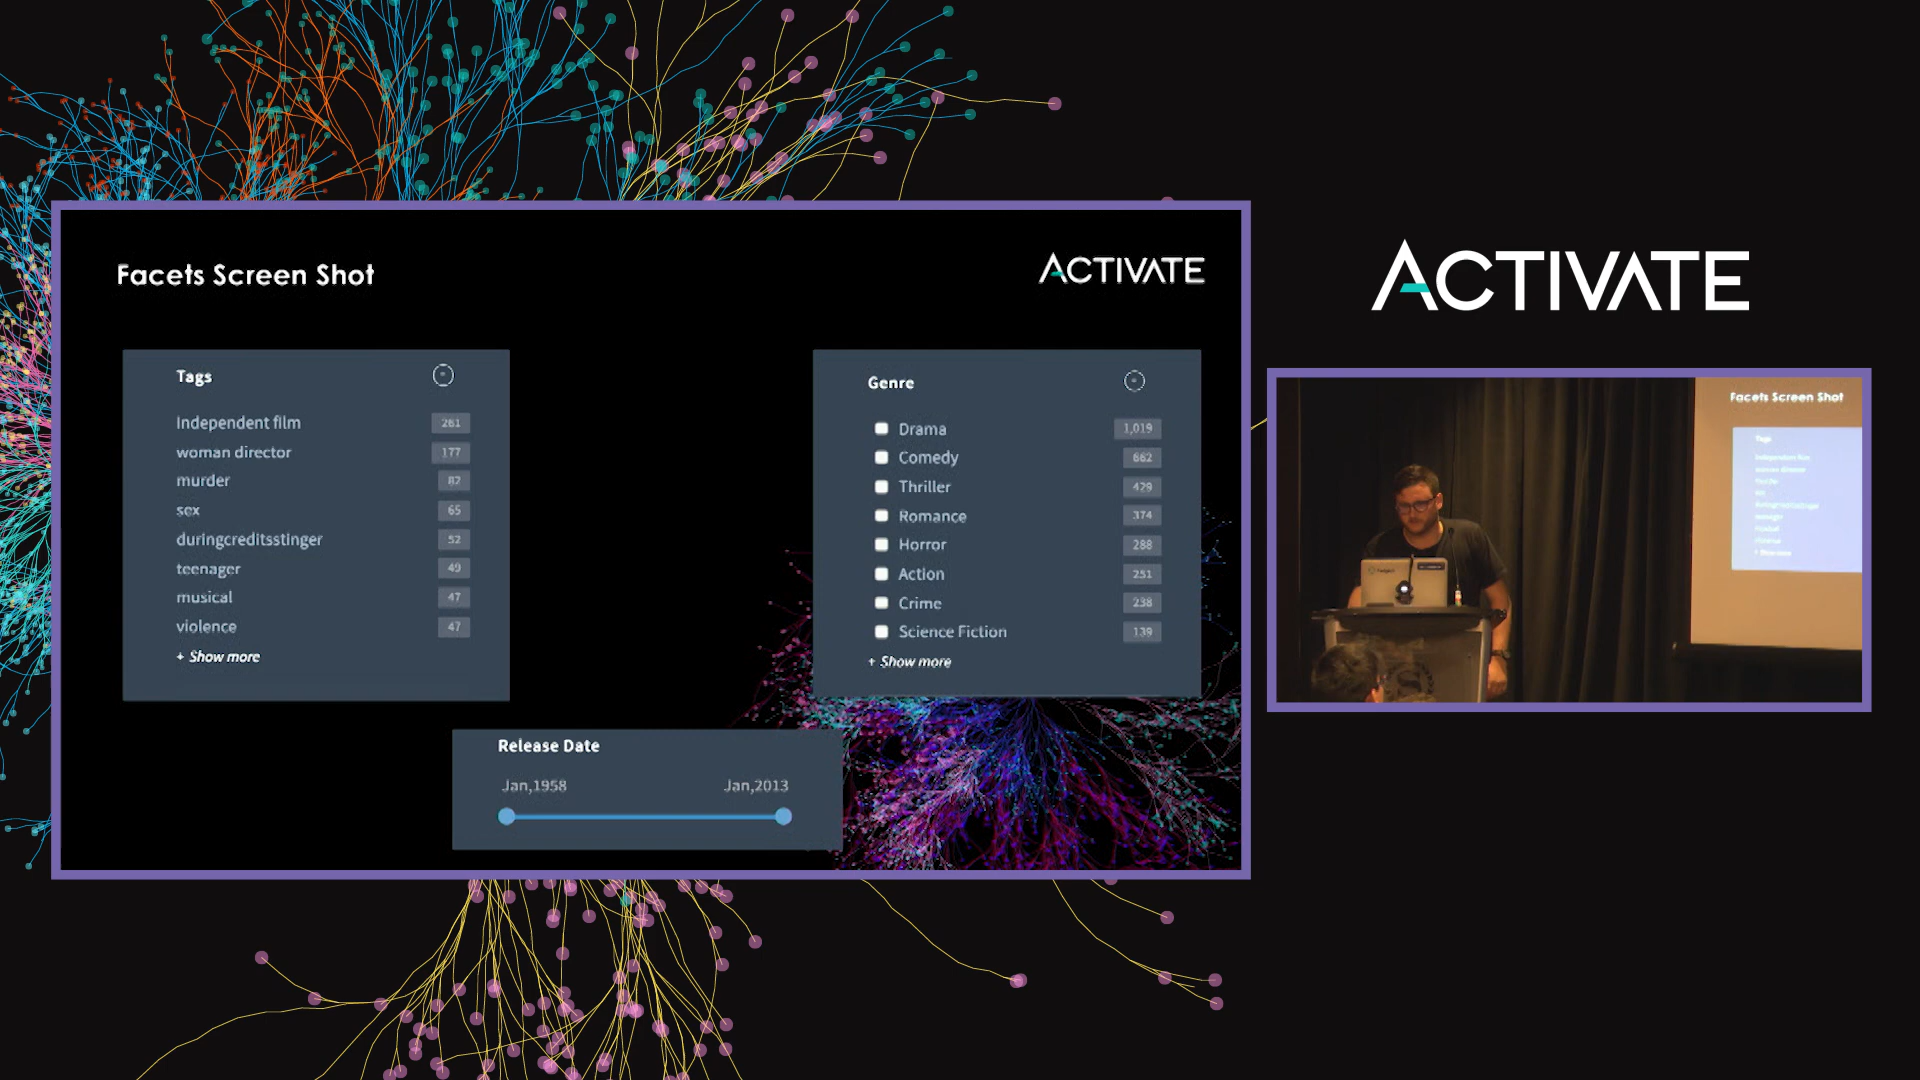 Facets Screen Shot
ACTIVATE
Tags
Independent film 261
woman director 177
murder 82
sex 65
duringcreditsstinger 52
teenager 49
musical 47
violence 47
+ Show more
Genre
Drama 1,019
Comedy 662
Thriller 429
Romance 374
Horror 288
Action 251
Crime 238
Science Fiction 139
+ Show more
Release Date
Jan,1958 Jan,2013
ACTIVATE
Facets Screen Shot
Tags